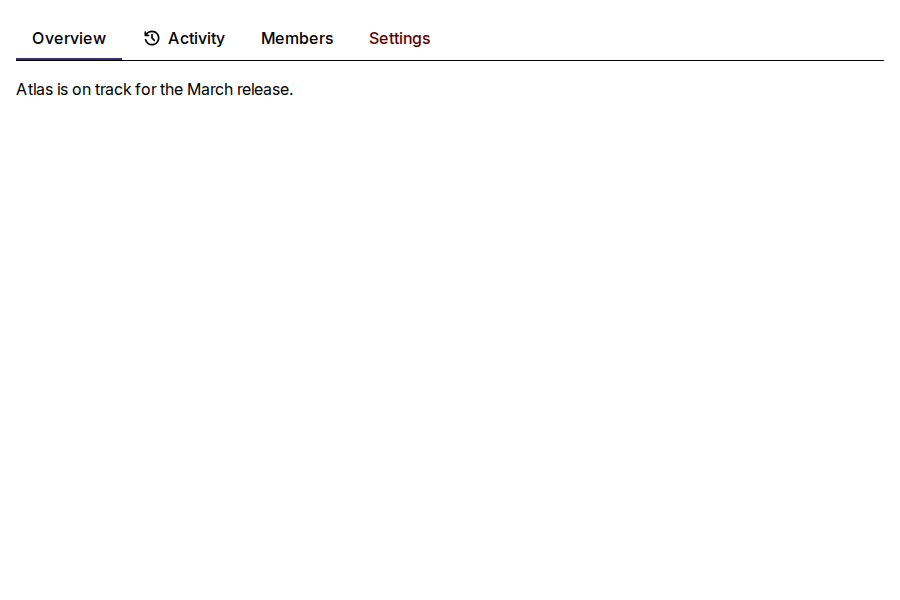 Overview Activity Members Settings
Atlas is on track for the March release.